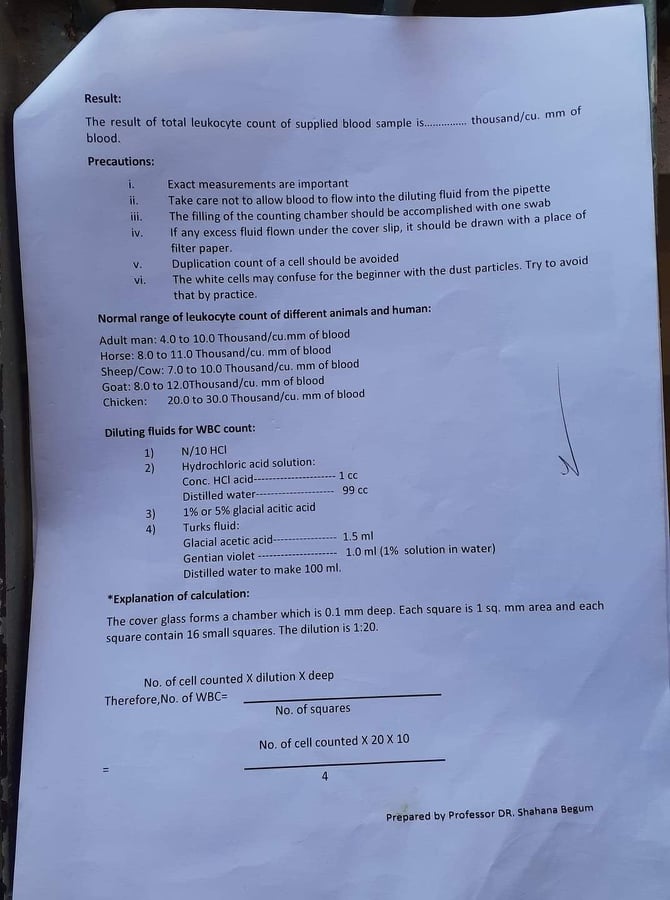 Result:
The result of total leukocyte count of supplied blood sample is............... thousand/cu. mm of
blood.
Precautions:
i. Exact measurements are important
ii. Take care not to allow blood to flow into the diluting fluid from the pipette
iii. The filling of the counting chamber should be accomplished with one swab
iv. If any excess fluid flown under the cover slip, it should be drawn with a place of
filter paper.
v. Duplication count of a cell should be avoided
vi. The white cells may confuse for the beginner with the dust particles. Try to avoid
that by practice.
Normal range of leukocyte count of different animals and human:
Adult man: 4.0 to 10.0 Thousand/cu.mm of blood
Horse: 8.0 to 11.0 Thousand/cu. mm of blood
Sheep/Cow: 7.0 to 10.0 Thousand/cu. mm of blood
Goat: 8.0 to 12.0Thousand/cu. mm of blood
Chicken: 20.0 to 30.0 Thousand/cu. mm of blood
Diluting fluids for WBC count:
1) N/10 HCl
2) Hydrochloric acid solution:
Conc. HCl acid---------------------- 1 cc
Distilled water--------------------- 99 cc
3) 1% or 5% glacial acitic acid
4) Turks fluid:
Glacial acetic acid----------------- 1.5 ml
Gentian violet --------------------- 1.0 ml (1% solution in water)
Distilled water to make 100 ml.
*Explanation of calculation:
The cover glass forms a chamber which is 0.1 mm deep. Each square is 1 sq. mm area and each
square contain 16 small squares. The dilution is 1:20.
No. of cell counted X dilution X deep
Therefore,No. of WBC=
No. of squares
No. of cell counted X 20 X 10
=
4
Prepared by Professor DR. Shahana Begum